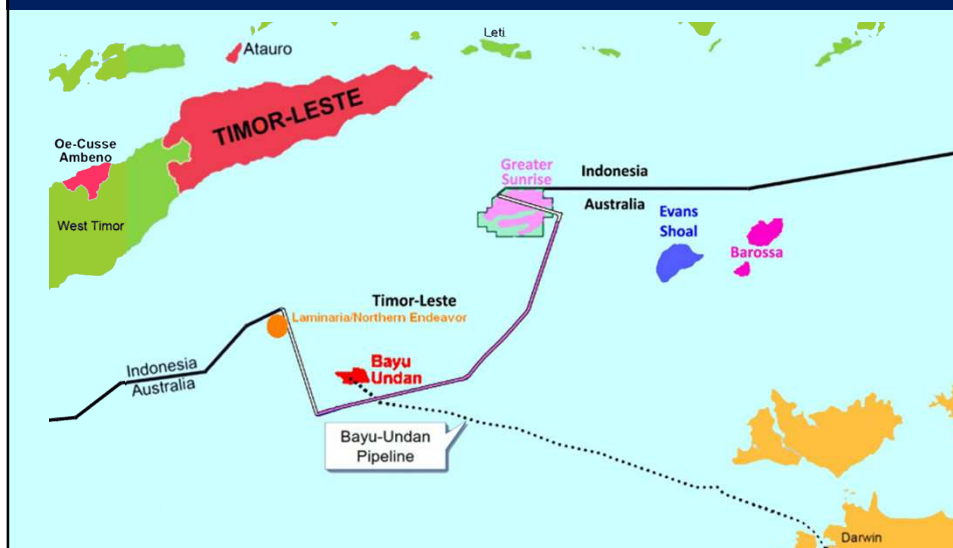 Leti
Atauro
TIMOR-LESTE
Oe-Cusse
Ambeno
West Timor
Greater
Sunrise
Indonesia
Australia
Evans
Shoal
Barossa
Timor-Leste
Laminaria/Northern Endeavor
Indonesia
Australia
Bayu
Undan
Bayu-Undan
Pipeline
Darwin